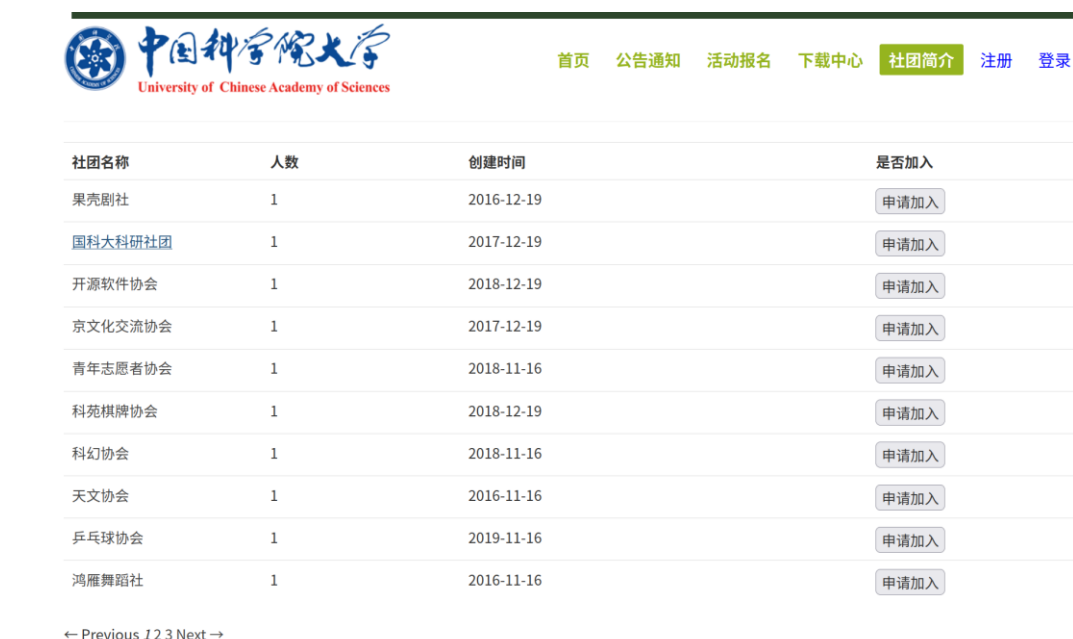 中国科学院大学
University of Chinese Academy of Sciences
首页 公告通知 活动报名 下载中心 社团简介 注册 登录
社团名称 人数 创建时间 是否加入
果壳剧社 1 2016-12-19 申请加入
国科大科研社团 1 2017-12-19 申请加入
开源软件协会 1 2018-12-19 申请加入
京文化交流协会 1 2017-12-19 申请加入
青年志愿者协会 1 2018-11-16 申请加入
科苑棋牌协会 1 2018-12-19 申请加入
科幻协会 1 2018-11-16 申请加入
天文协会 1 2016-11-16 申请加入
乒乓球协会 1 2019-11-16 申请加入
鸿雁舞蹈社 1 2016-11-16 申请加入
← Previous 1 2 3 Next →